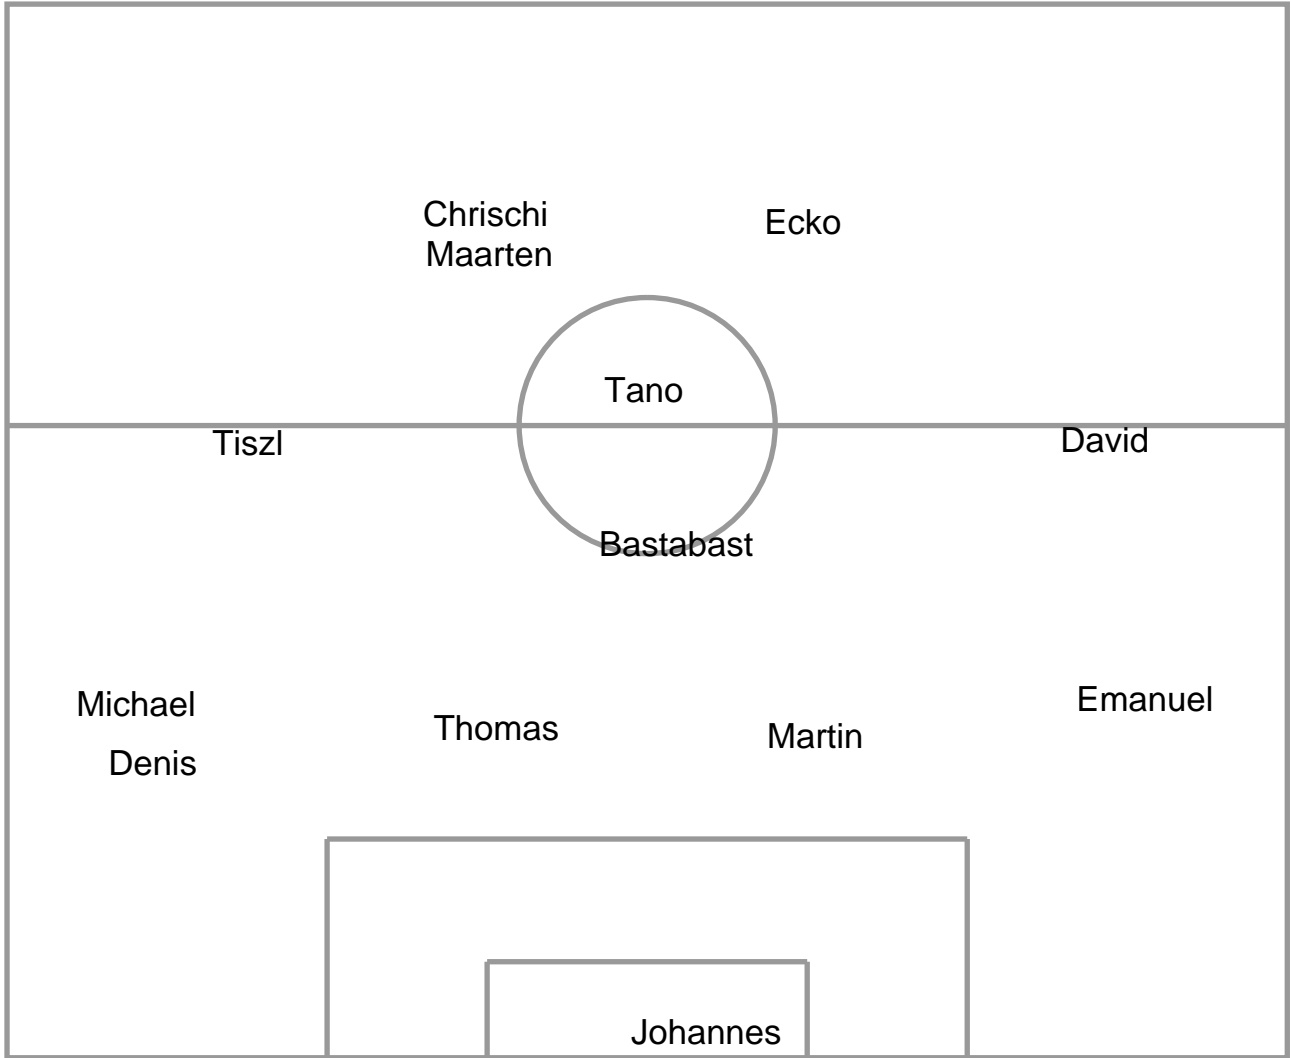 Chrischi
Ecko
Maarten
Tano
Tiszl
David
Bastabast
Michael
Emanuel
Thomas
Martin
Denis
Johannes